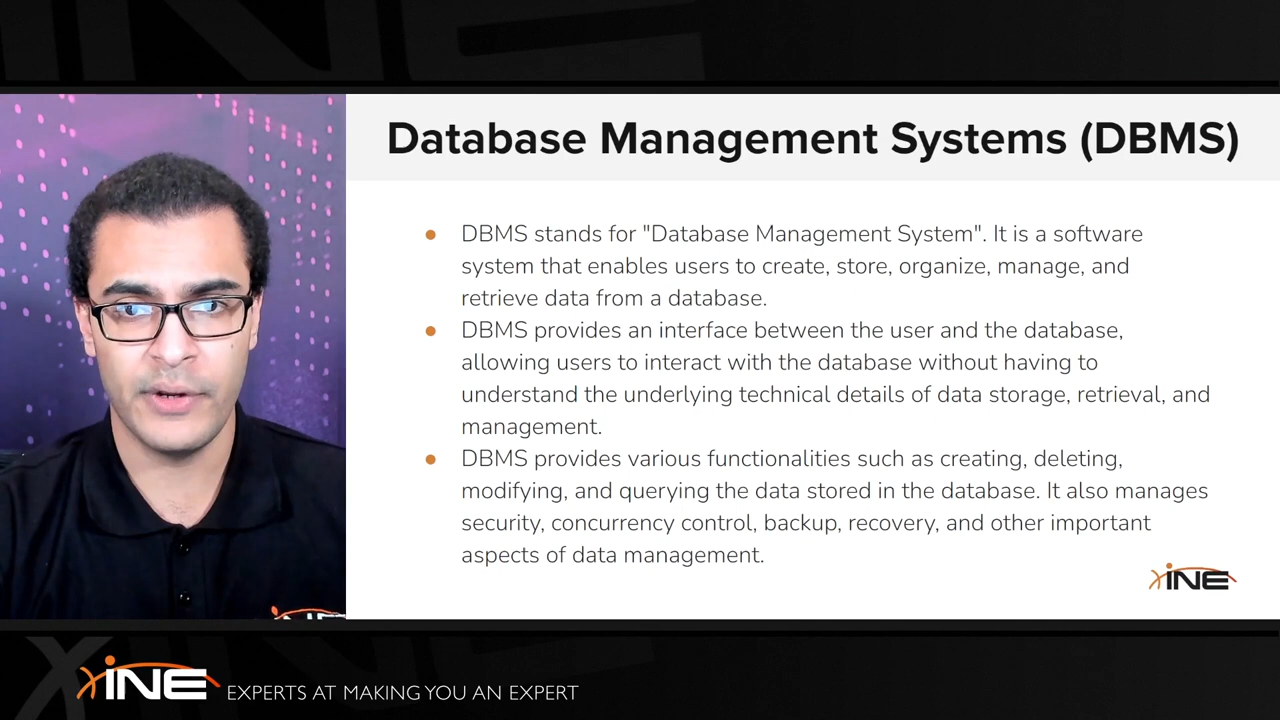 Database Management Systems (DBMS)
● DBMS stands for "Database Management System". It is a software
system that enables users to create, store, organize, manage, and
retrieve data from a database.
● DBMS provides an interface between the user and the database,
allowing users to interact with the database without having to
understand the underlying technical details of data storage, retrieval, and
management.
● DBMS provides various functionalities such as creating, deleting,
modifying, and querying the data stored in the database. It also manages
security, concurrency control, backup, recovery, and other important
aspects of data management.
iNE
iNE EXPERTS AT MAKING YOU AN EXPERT